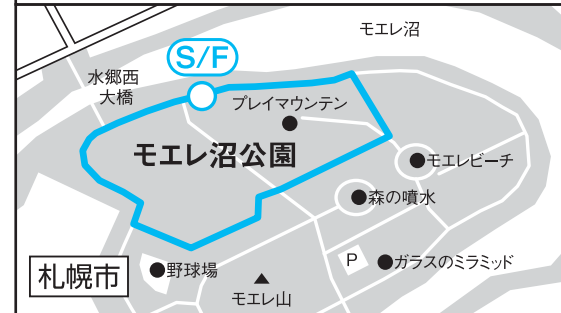 モエレ沼
S/F
水郷西
大橋
プレイマウンテン
モエレ沼公園
モエレビーチ
森の噴水
P
ガラスのミラミッド
札幌市
野球場
モエレ山